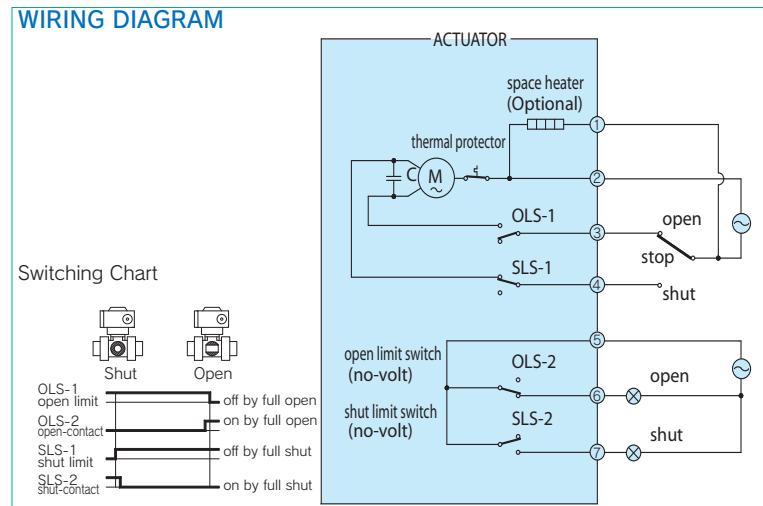 WIRING DIAGRAM
ACTUATOR
space heater
(Optional)
1
thermal protector
C
M
2
OLS-1
3
open
stop
SLS-1
4
shut
5
open limit switch
(no-volt)
OLS-2
6
open
shut limit switch
(no-volt)
SLS-2
7
shut
Switching Chart
Shut
Open
OLS-1
open limit
off by full open
OLS-2
open-contact
on by full open
SLS-1
shut limit
off by full shut
SLS-2
shut-contact
on by full shut